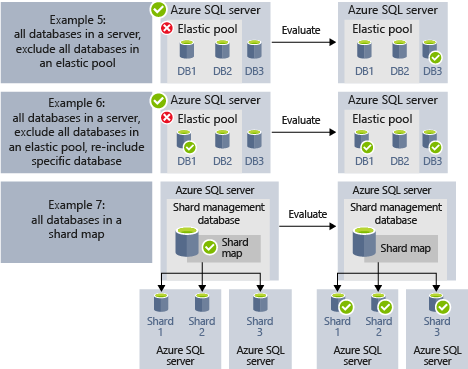 Example 5:
all databases in a server,
exclude all databases in
an elastic pool
Azure SQL server
Elastic pool
DB1 DB2 DB3
Evaluate
Azure SQL server
Elastic pool
DB1 DB2 DB3
Example 6:
all databases in a server,
exclude all databases in
an elastic pool, re-include
specific database
Azure SQL server
Elastic pool
DB1 DB2 DB3
Evaluate
Azure SQL server
Elastic pool
DB1 DB2 DB3
Example 7:
all databases in a
shard map
Azure SQL server
Shard management
database
Shard
map
Evaluate
Azure SQL server
Shard management
database
Shard map
Shard Shard
1 2
Azure SQL
server
Shard
3
Azure SQL
server
Shard Shard
1 2
Azure SQL
server
Shard
3
Azure SQL
server